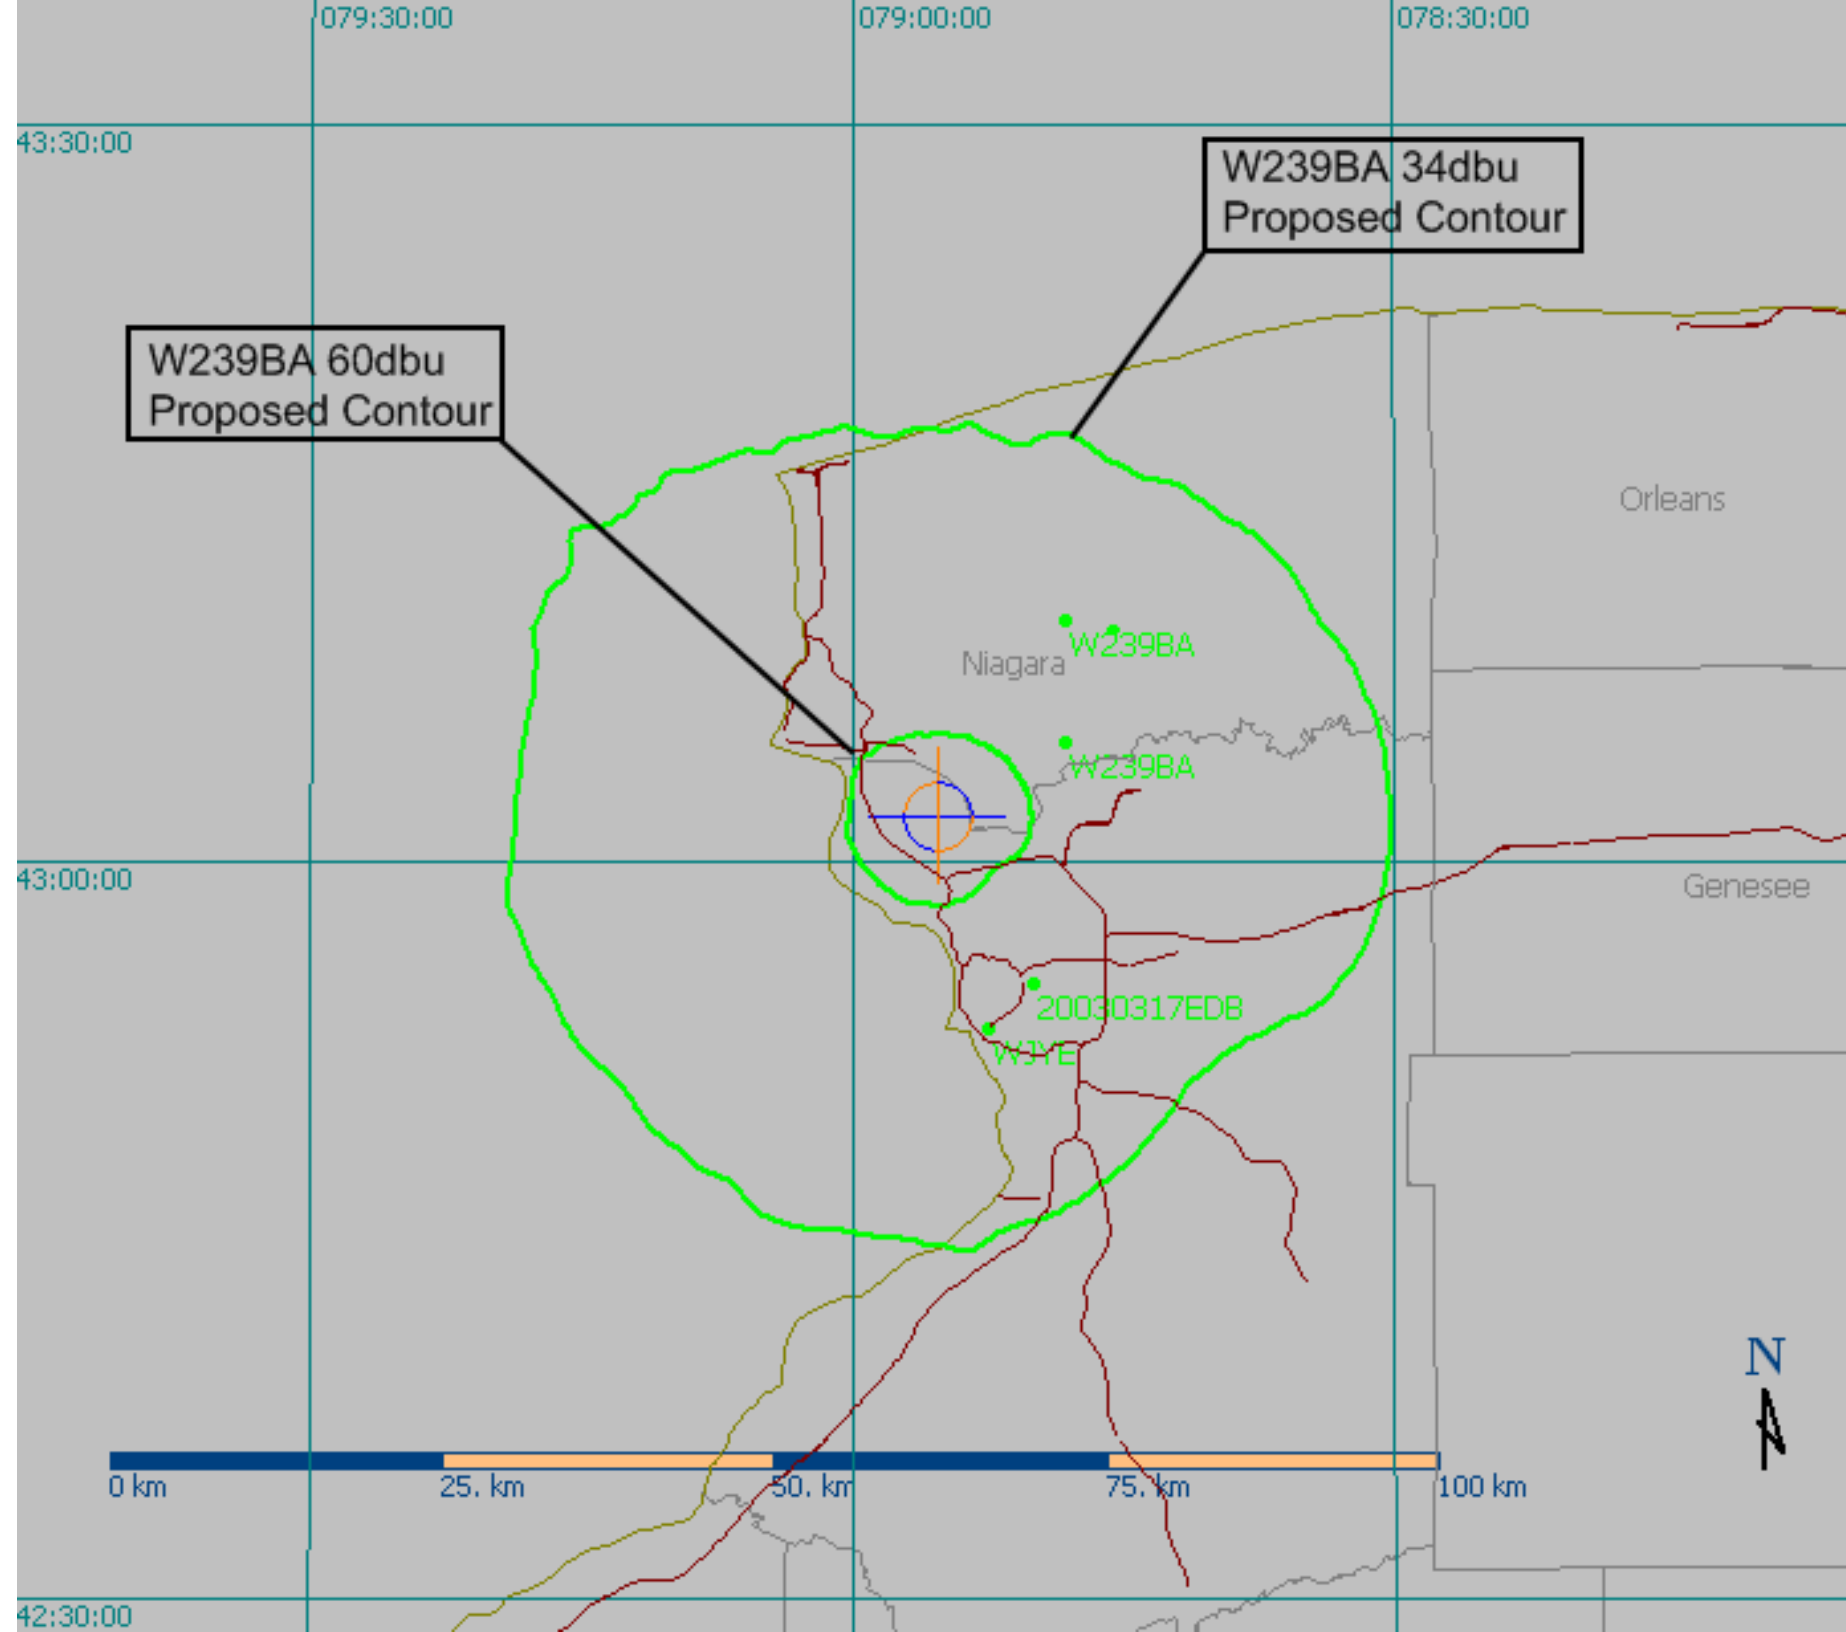 079:30:00
079:00:00
078:30:00
43:30:00
W239BA 34dbu
Proposed Contour
W239BA 60dbu
Proposed Contour
Orleans
W239BA
Niagara
W239BA
43:00:00
Genesee
20030317EDB
WJYE
N
0 km
25. km
50. km
75. km
100 km
42:30:00